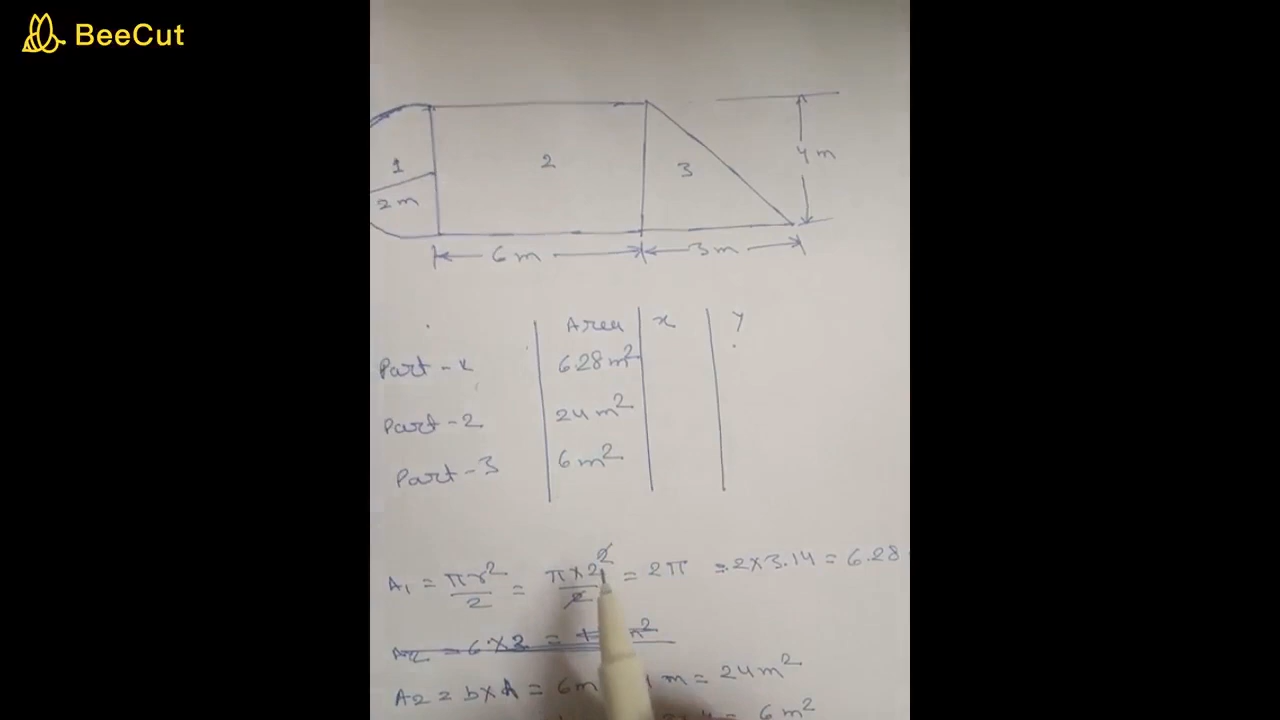 BeeCut
1
2
3
4 m
2 m
6 m
3 m
Area x y
Part - 6.28 m²
Part - 2 24 m²
Part - 3 6 m²
A₁ = πr²/2 = π×2²/2 = 2π = 2×3.14 = 6.28
A2 = 6×2 = m²
A2 = b× = 6m m = 24 m²
4 = 6 m²